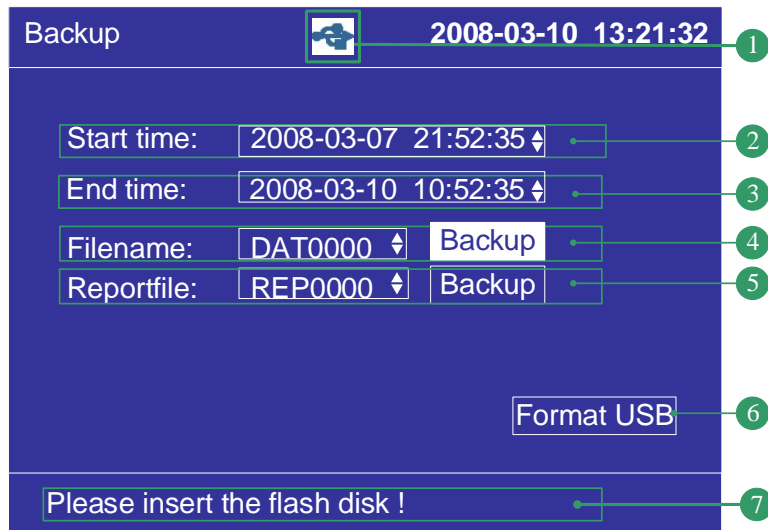 Backup 2008-03-10 13:21:32 1
Start time: 2008-03-07 21:52:35 2
End time: 2008-03-10 10:52:35 3
Filename: DAT0000 Backup 4
Reportfile: REP0000 Backup 5
Format USB 6
Please insert the flash disk ! 7